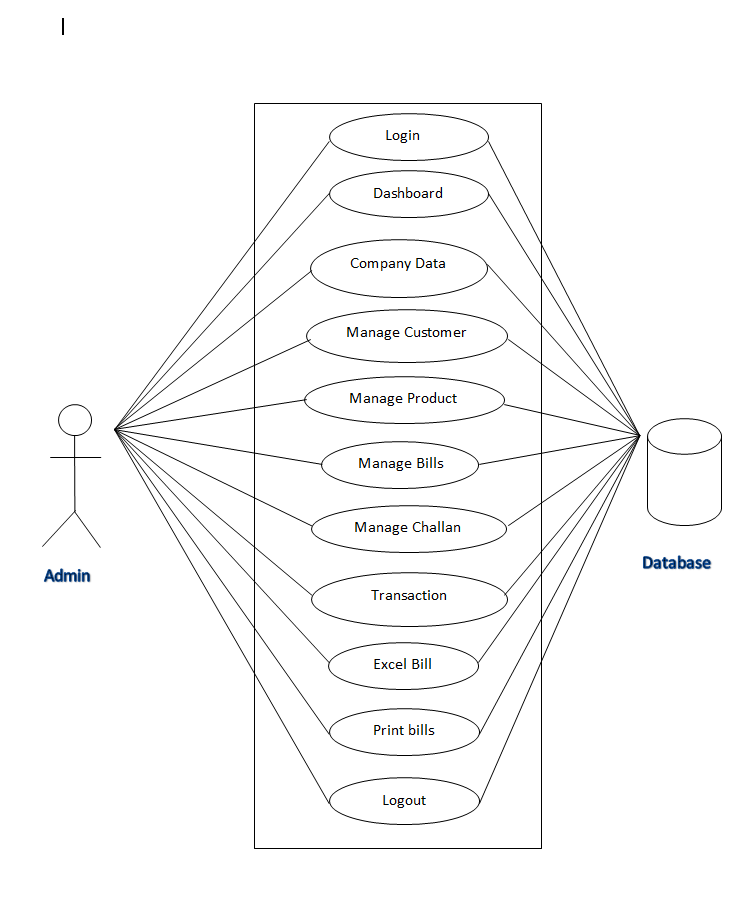 Login
Dashboard
Company Data
Manage Customer
Manage Product
Manage Bills
Manage Challan
Transaction
Excel Bill
Print bills
Logout
Admin
Database